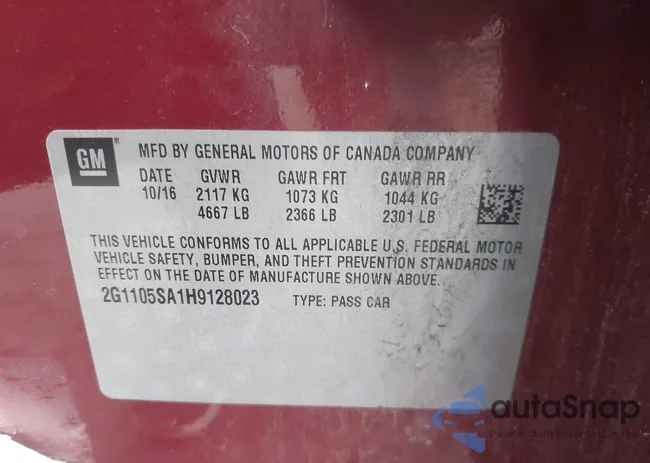 GM
MFD BY GENERAL MOTORS OF CANADA COMPANY
DATE GVWR GAWR FRT GAWR RR
10/16 2117 KG 1073 KG 1044 KG
4667 LB 2366 LB 2301 LB
THIS VEHICLE CONFORMS TO ALL APPLICABLE U.S. FEDERAL MOTOR
VEHICLE SAFETY, BUMPER, AND THEFT PREVENTION STANDARDS IN
EFFECT ON THE DATE OF MANUFACTURE SHOWN ABOVE.
2G1105SA1H9128023 TYPE: PASS CAR
autaSnap